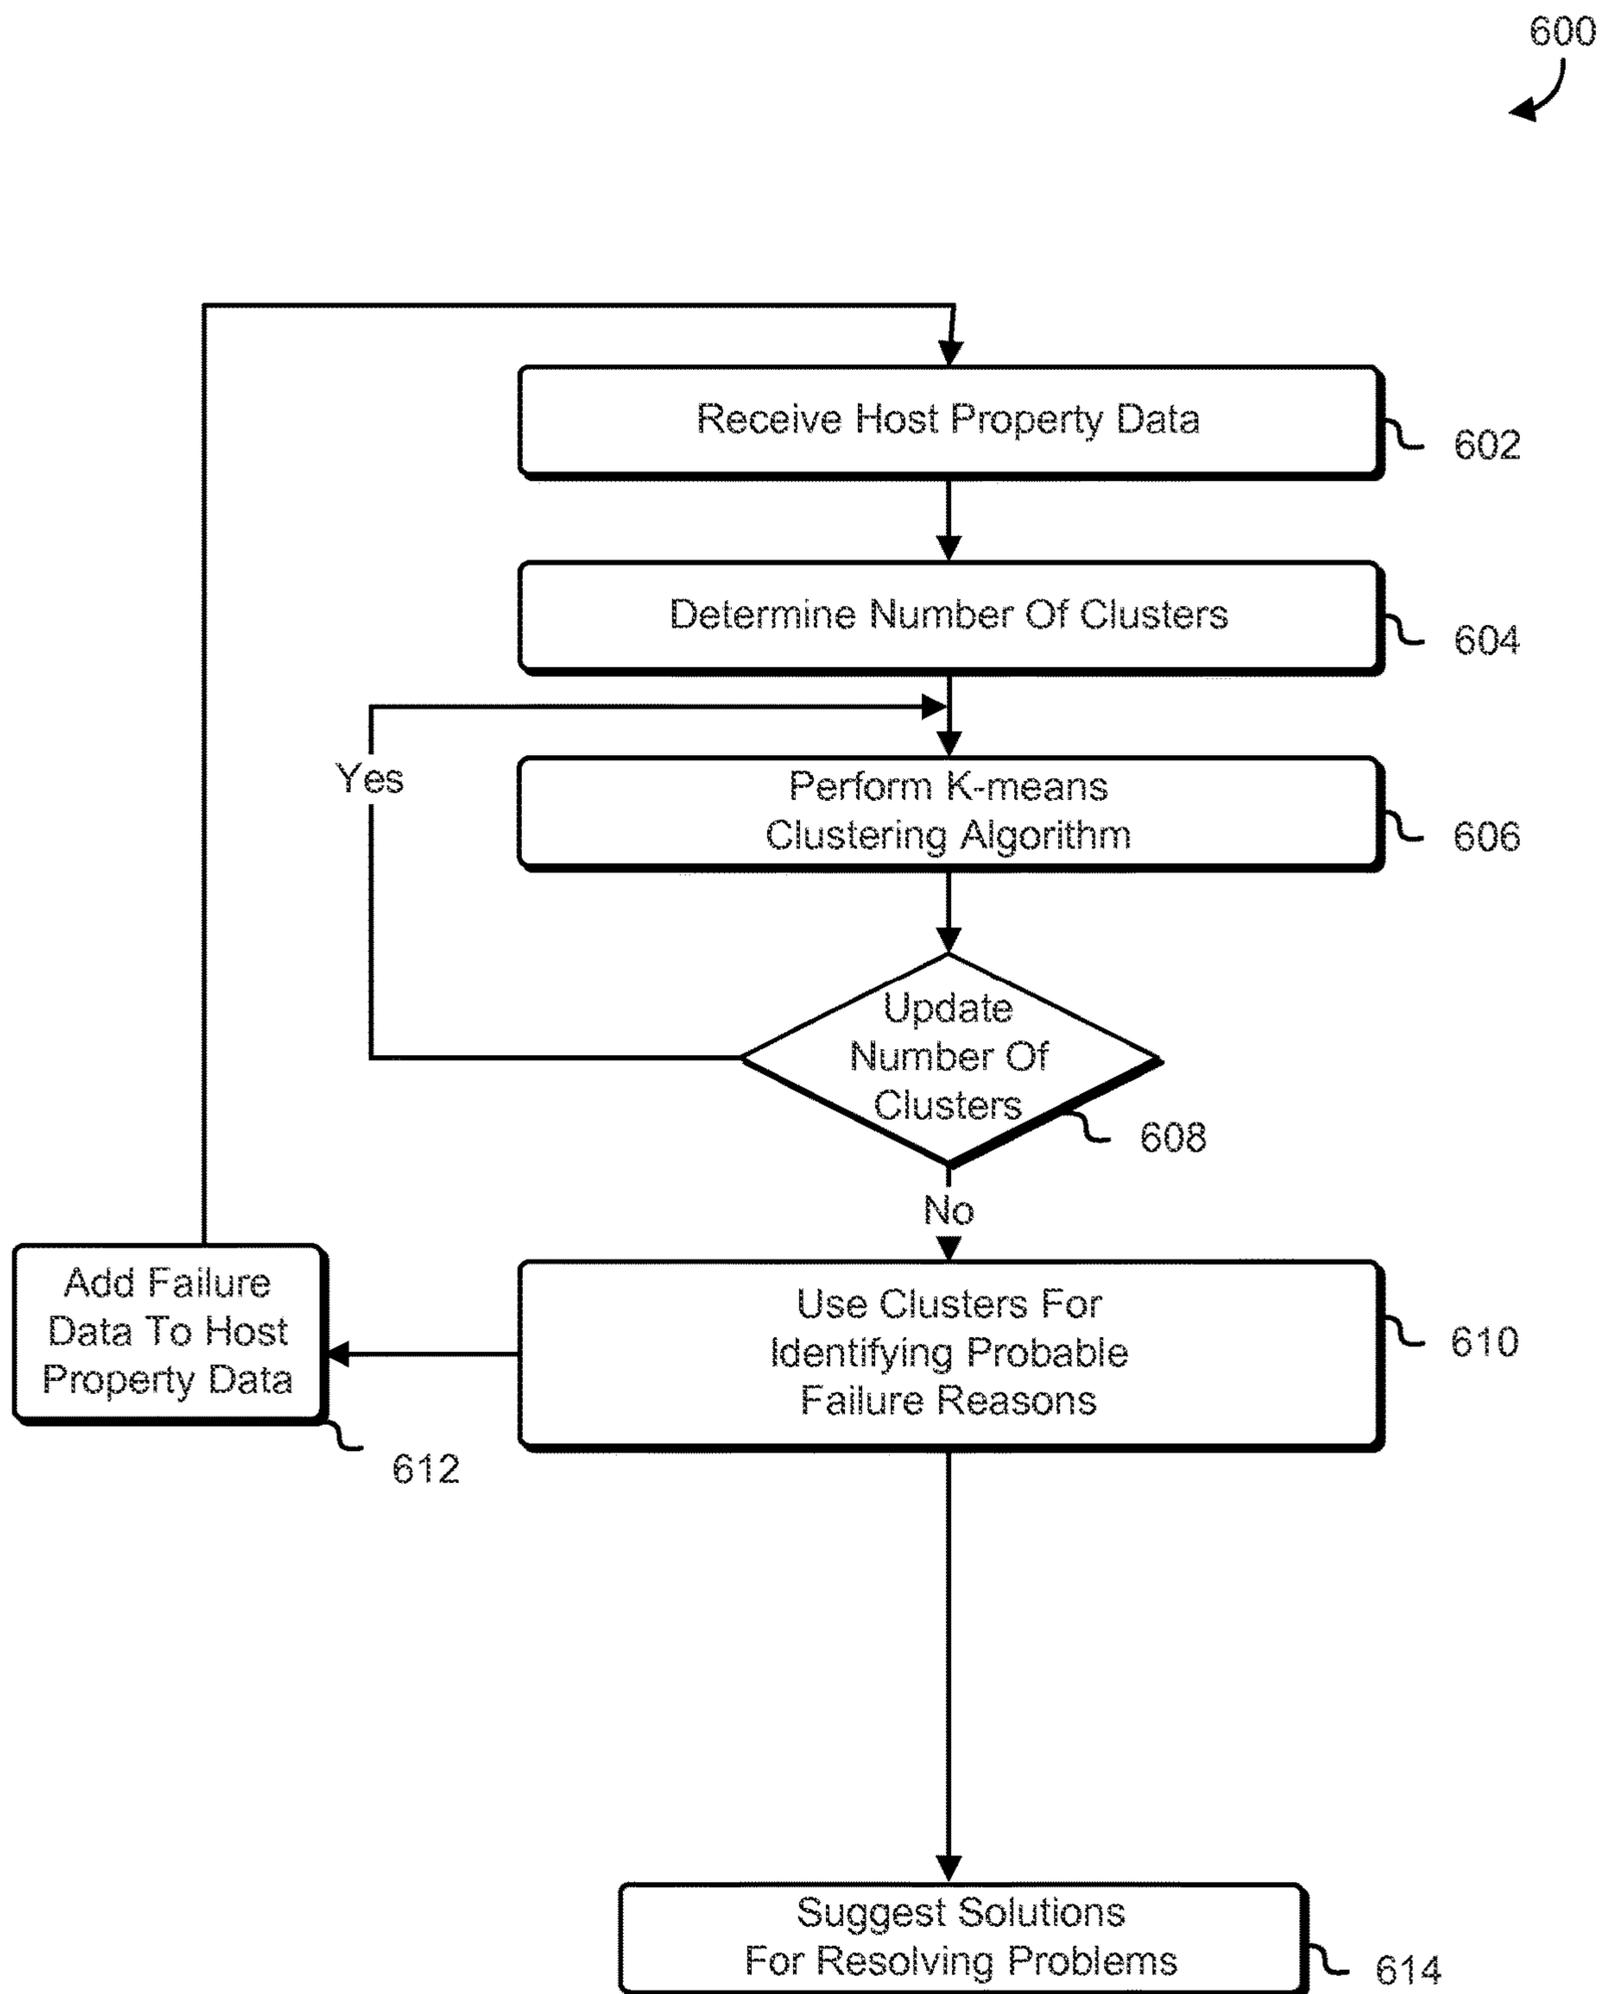 600
Receive Host Property Data
602
Determine Number Of Clusters
604
Yes
Perform K-means
Clustering Algorithm
606
Update
Number Of
Clusters
608
No
Add Failure
Data To Host
Property Data
612
Use Clusters For
Identifying Probable
Failure Reasons
610
Suggest Solutions
For Resolving Problems
614